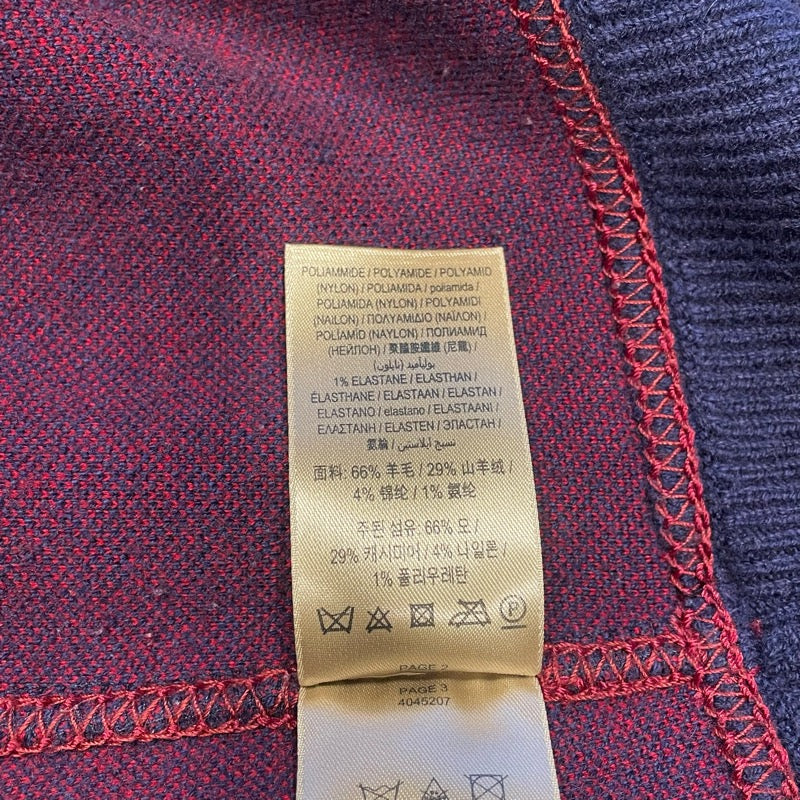 POLIAMMIDE / POLYAMIDE / POLYAMID
(NYLON) / POLIAMIDA / poliamida /
POLIAMIDA (NYLON) / POLYAMIDI
(NAILON) / ΠΟΛΥΑΜΙΔΙΟ (ΝΑΪΛΟΝ) /
POLİAMİD (NAYLON) / ПОЛИАМИД
(НЕЙЛОН) / 聚醯胺纖維 (尼龍) /
بولياميد (نايلون)
1% ELASTANE / ELASTHAN /
ÉLASTHANE / ELASTAAN / ELASTAN /
ELASTANO / elastano / ELASTAANI /
ΕΛΑΣΤΑΝΗ / ELASTEN / ЭЛАСТАН /
氨綸 / نسيج إيلاستين
面料: 66% 羊毛 / 29% 山羊绒 /
4% 锦纶 / 1% 氨纶
주된 섬유: 66% 모 /
29% 캐시미어 / 4% 나일론 /
1% 폴리우레탄
P
PAGE 2
PAGE 3
4045207